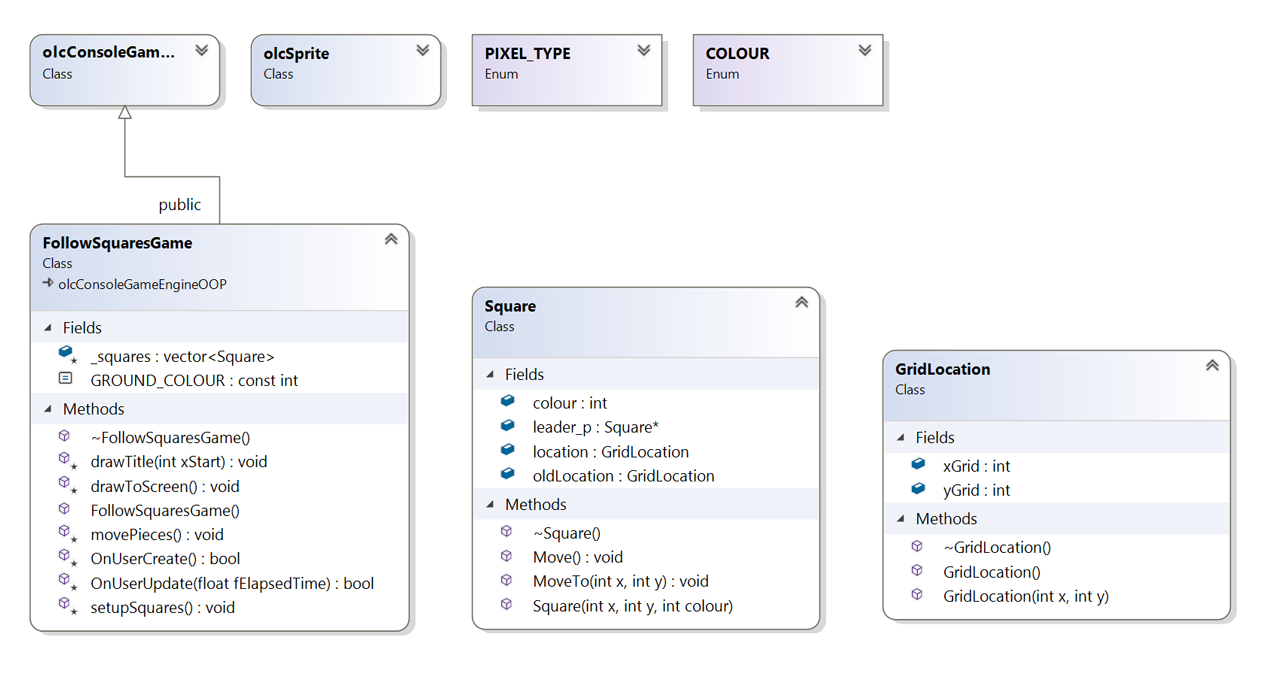 olcConsoleGam...
Class
olcSprite
Class
PIXEL_TYPE
Enum
COLOUR
Enum
public
FollowSquaresGame
Class
olcConsoleGameEngineOOP
Fields
_squares : vector<Square>
GROUND_COLOUR : const int
Methods
~FollowSquaresGame()
drawTitle(int xStart) : void
drawToScreen() : void
FollowSquaresGame()
movePieces() : void
OnUserCreate() : bool
OnUserUpdate(float fElapsedTime) : bool
setupSquares() : void
Square
Class
Fields
colour : int
leader_p : Square*
location : GridLocation
oldLocation : GridLocation
Methods
~Square()
Move() : void
MoveTo(int x, int y) : void
Square(int x, int y, int colour)
GridLocation
Class
Fields
xGrid : int
yGrid : int
Methods
~GridLocation()
GridLocation()
GridLocation(int x, int y)